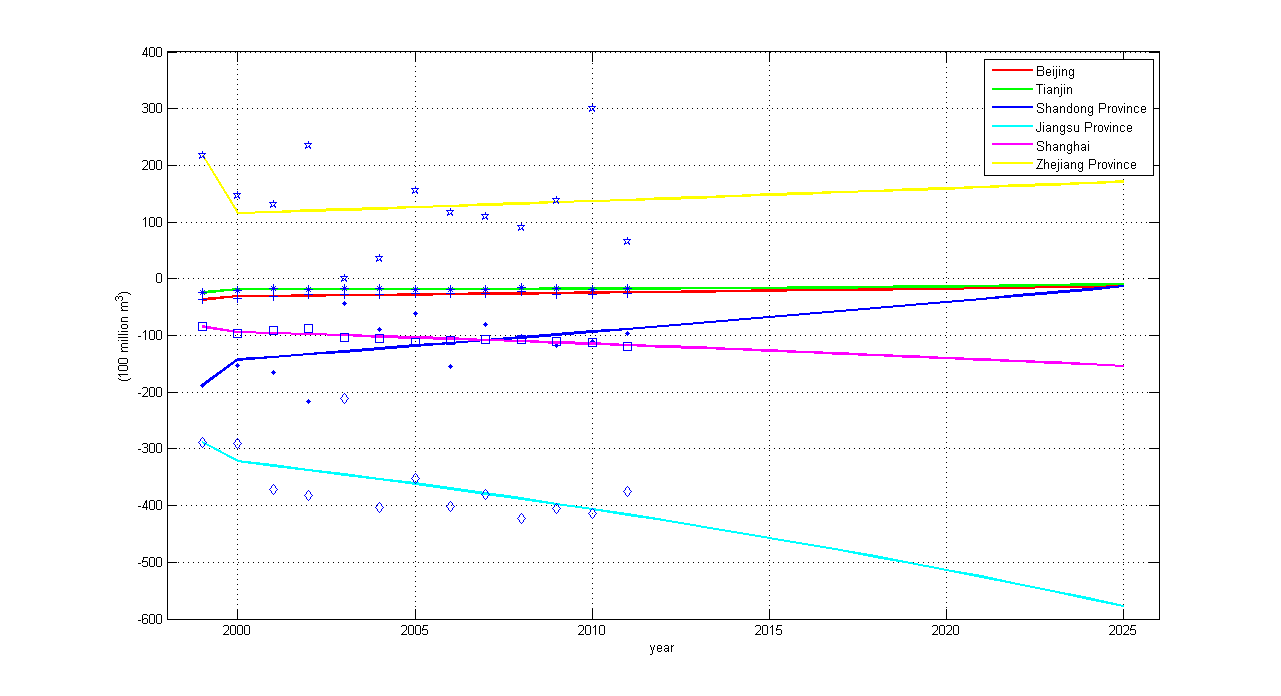 400
300
200
100
0
-100
-200
-300
-400
-500
-600
(100 million m³)
2000 2005 2010 2015 2020 2025
year
Beijing
Tianjin
Shandong Province
Jiangsu Province
Shanghai
Zhejiang Province